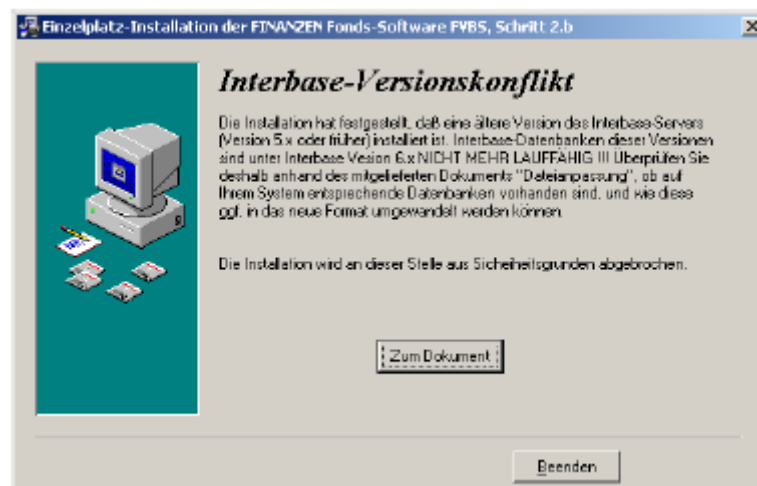 Einzelplatz-Installation der FINANZEN Fonds-Software FVBS, Schritt 2.b
Interbase-Versionskonflikt
Die Installation hat festgestellt, daß eine ältere Version des Interbase-Servers
(Version 5.x oder früher) installiert ist. Interbase-Datenbanken dieser Versionen
sind unter Interbase Vesion 6.x NICHT MEHR LAUFFÄHIG !!! Überprüfen Sie
deshalb anhand des mitgelieferten Dokuments "Dateianpassung", ob auf
Ihrem System entsprechende Datenbanken vorhanden sind, und wie diese
ggf. in das neue Format umgewandelt werden können.
Die Installation wird an dieser Stelle aus Sicherheitsgrunden abgebrochen.
Zum Dokument
Beenden